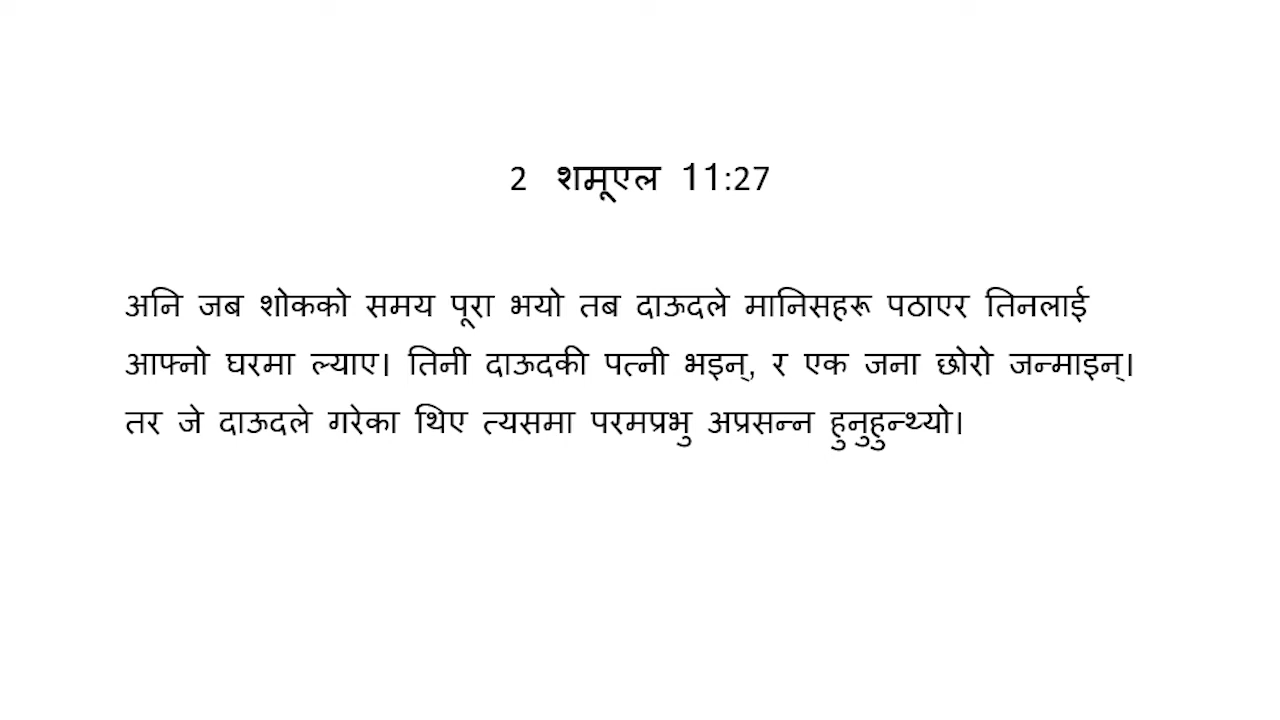 2 शमूएल 11:27
अनि जब शोकको समय पूरा भयो तब दाऊदले मानिसहरू पठाएर तिनलाई
आफ्नो घरमा ल्याए। तिनी दाऊदकी पत्नी भइन्, र एक जना छोरो जन्माइन्।
तर जे दाऊदले गरेका थिए त्यसमा परमप्रभु अप्रसन्न हुनुहुन्थ्यो।